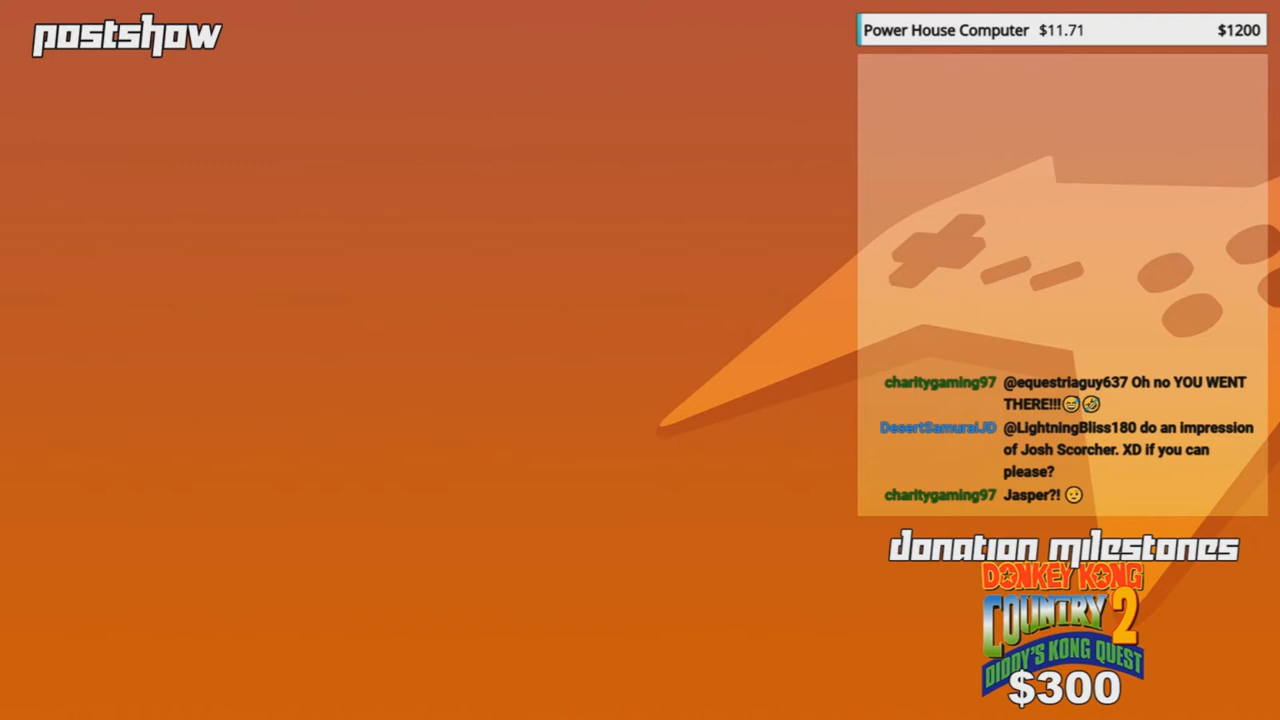 postshow
Power House Computer $11.71 $1200
charitygaming97 @equestriaguy637 Oh no YOU WENT
THERE!!!😅🤣
DesertSamuraiJD @LightningBliss180 do an impression
of Josh Scorcher. XD if you can
please?
charitygaming97 Jasper?! 😳
donation milestones
DONKEY KONG
COUNTRY 2
DIDDY'S KONG QUEST
$300